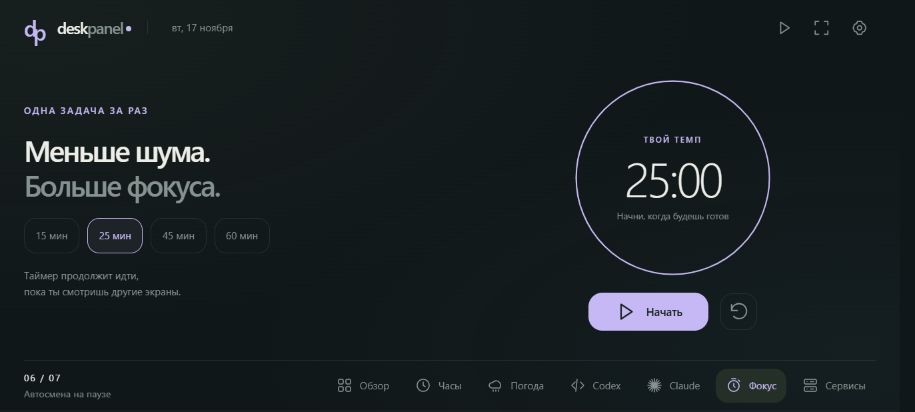 dp deskpanel
вт, 17 ноября
ОДНА ЗАДАЧА ЗА РАЗ
Меньше шума.
Больше фокуса.
15 мин
25 мин
45 мин
60 мин
Таймер продолжит идти,
пока ты смотришь другие экраны.
ТВОЙ ТЕМП
25:00
Начни, когда будешь готов
Начать
06 / 07
Автосмена на паузе
Обзор
Часы
Погода
Codex
Claude
Фокус
Сервисы